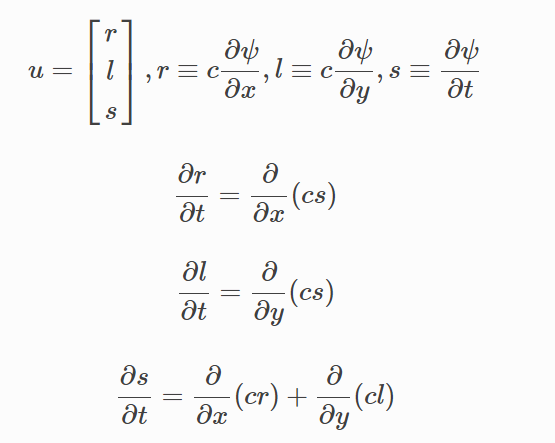 u = [r l s], r ≡ c ∂ψ/∂x, l ≡ c ∂ψ/∂y, s ≡ ∂ψ/∂t
∂r/∂t = ∂/∂x (cs)
∂l/∂t = ∂/∂y (cs)
∂s/∂t = ∂/∂x (cr) + ∂/∂y (cl)